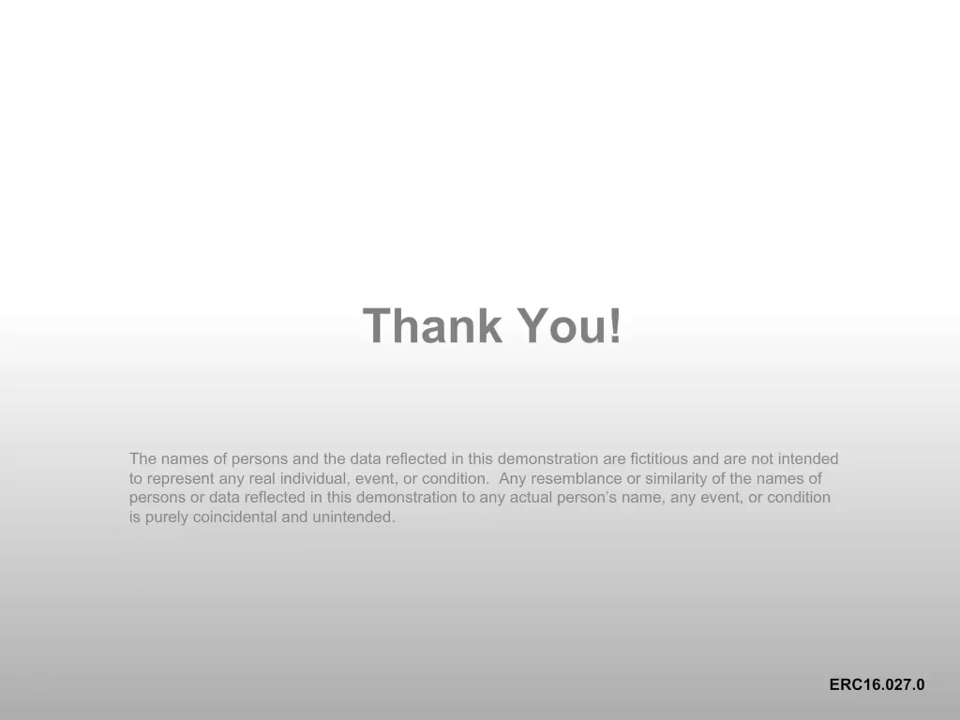 Thank You!
The names of persons and the data reflected in this demonstration are fictitious and are not intended
to represent any real individual, event, or condition.  Any resemblance or similarity of the names of
persons or data reflected in this demonstration to any actual person’s name, any event, or condition
is purely coincidental and unintended.
ERC16.027.0